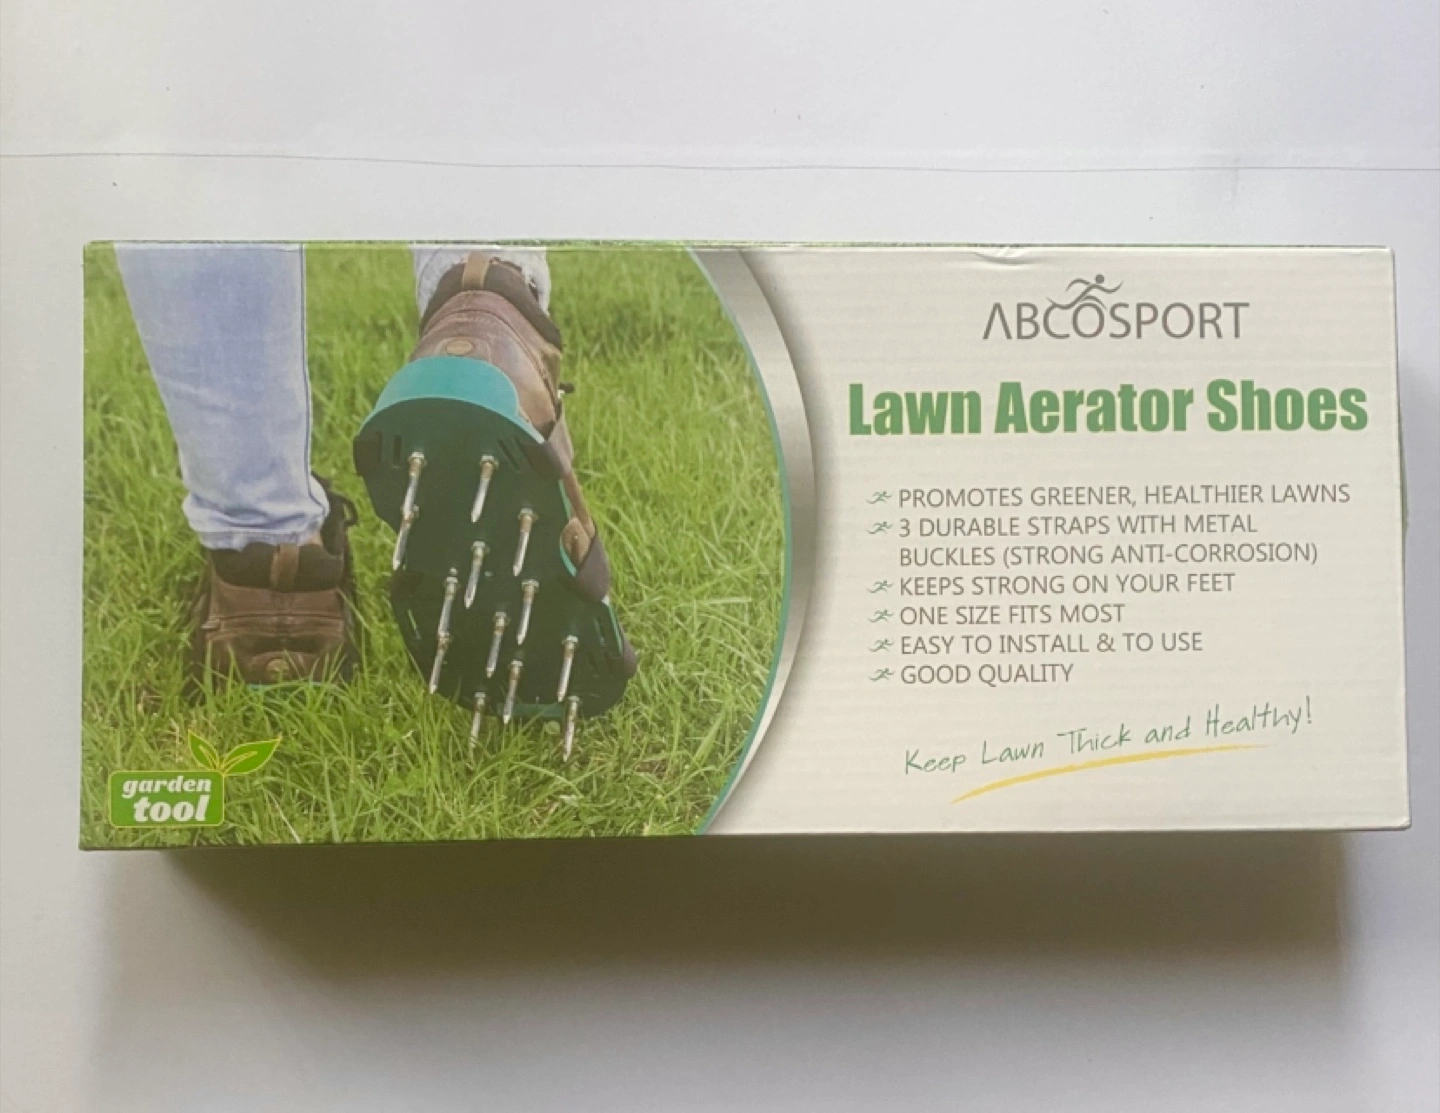 ABCOSPORT
Lawn Aerator Shoes
PROMOTES GREENER, HEALTHIER LAWNS
3 DURABLE STRAPS WITH METAL
BUCKLES (STRONG ANTI-CORROSION)
KEEPS STRONG ON YOUR FEET
ONE SIZE FITS MOST
EASY TO INSTALL & TO USE
GOOD QUALITY
Keep Lawn Thick and Healthy!
garden
tool